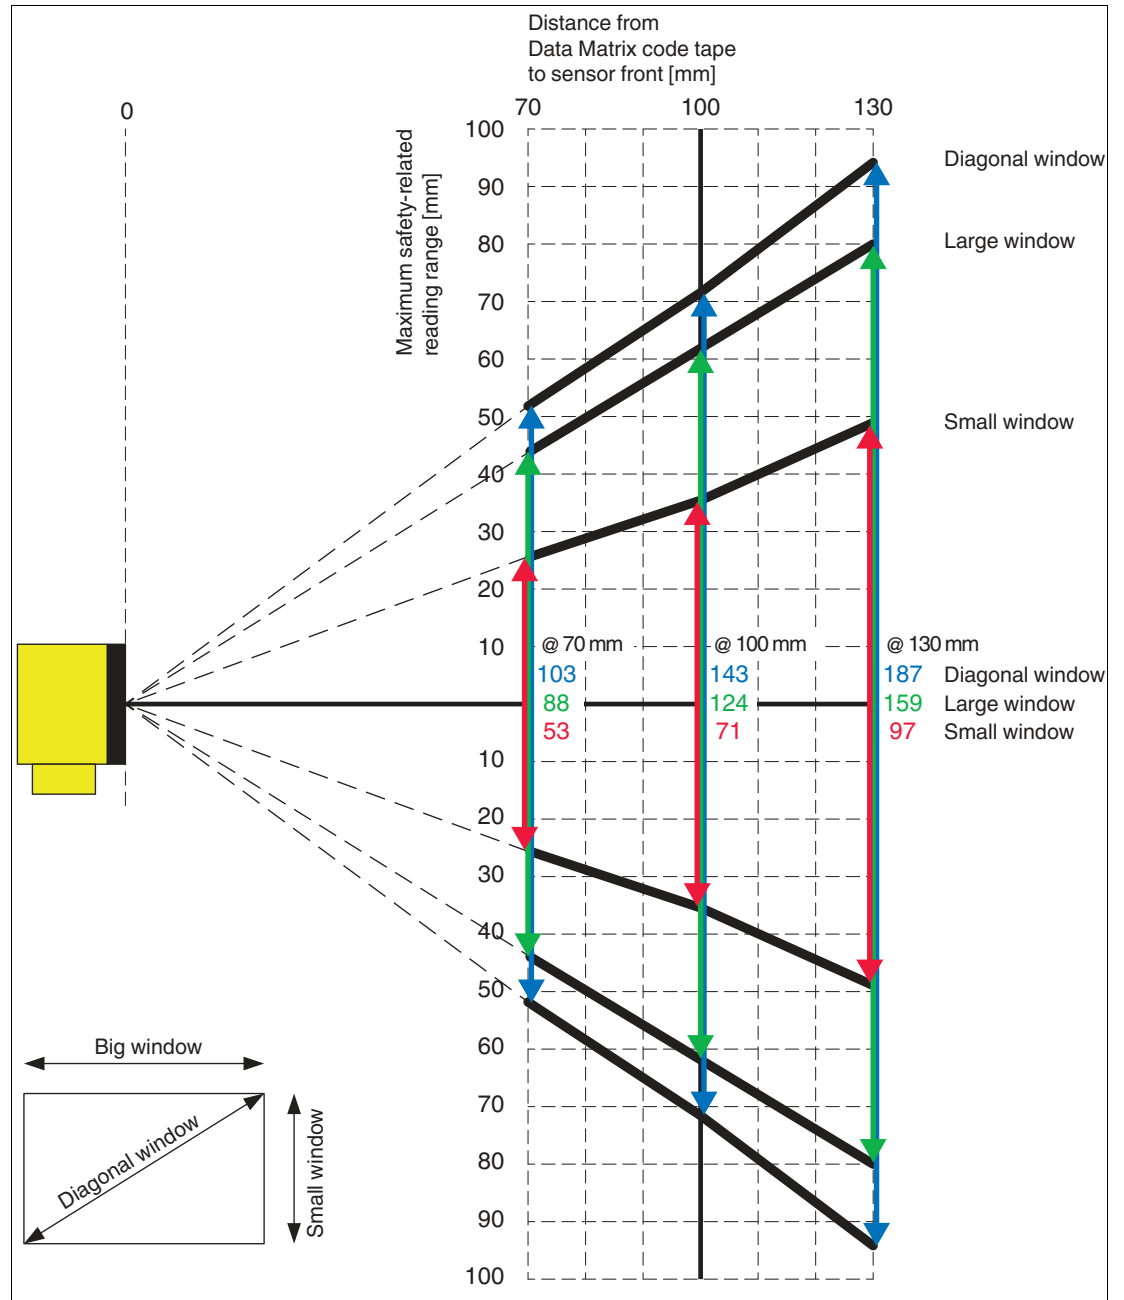 Distance from
Data Matrix code tape
to sensor front [mm]
0
70 100 130
Maximum safety-related
reading range [mm]
100
90
80
70
60
50
40
30
20
10
10
20
30
40
50
60
70
80
90
100
Diagonal window
Large window
Small window
@ 70 mm @ 100 mm @ 130 mm
103 143 187 Diagonal window
88 124 159 Large window
53 71 97 Small window
Big window
Diagonal window
Small window